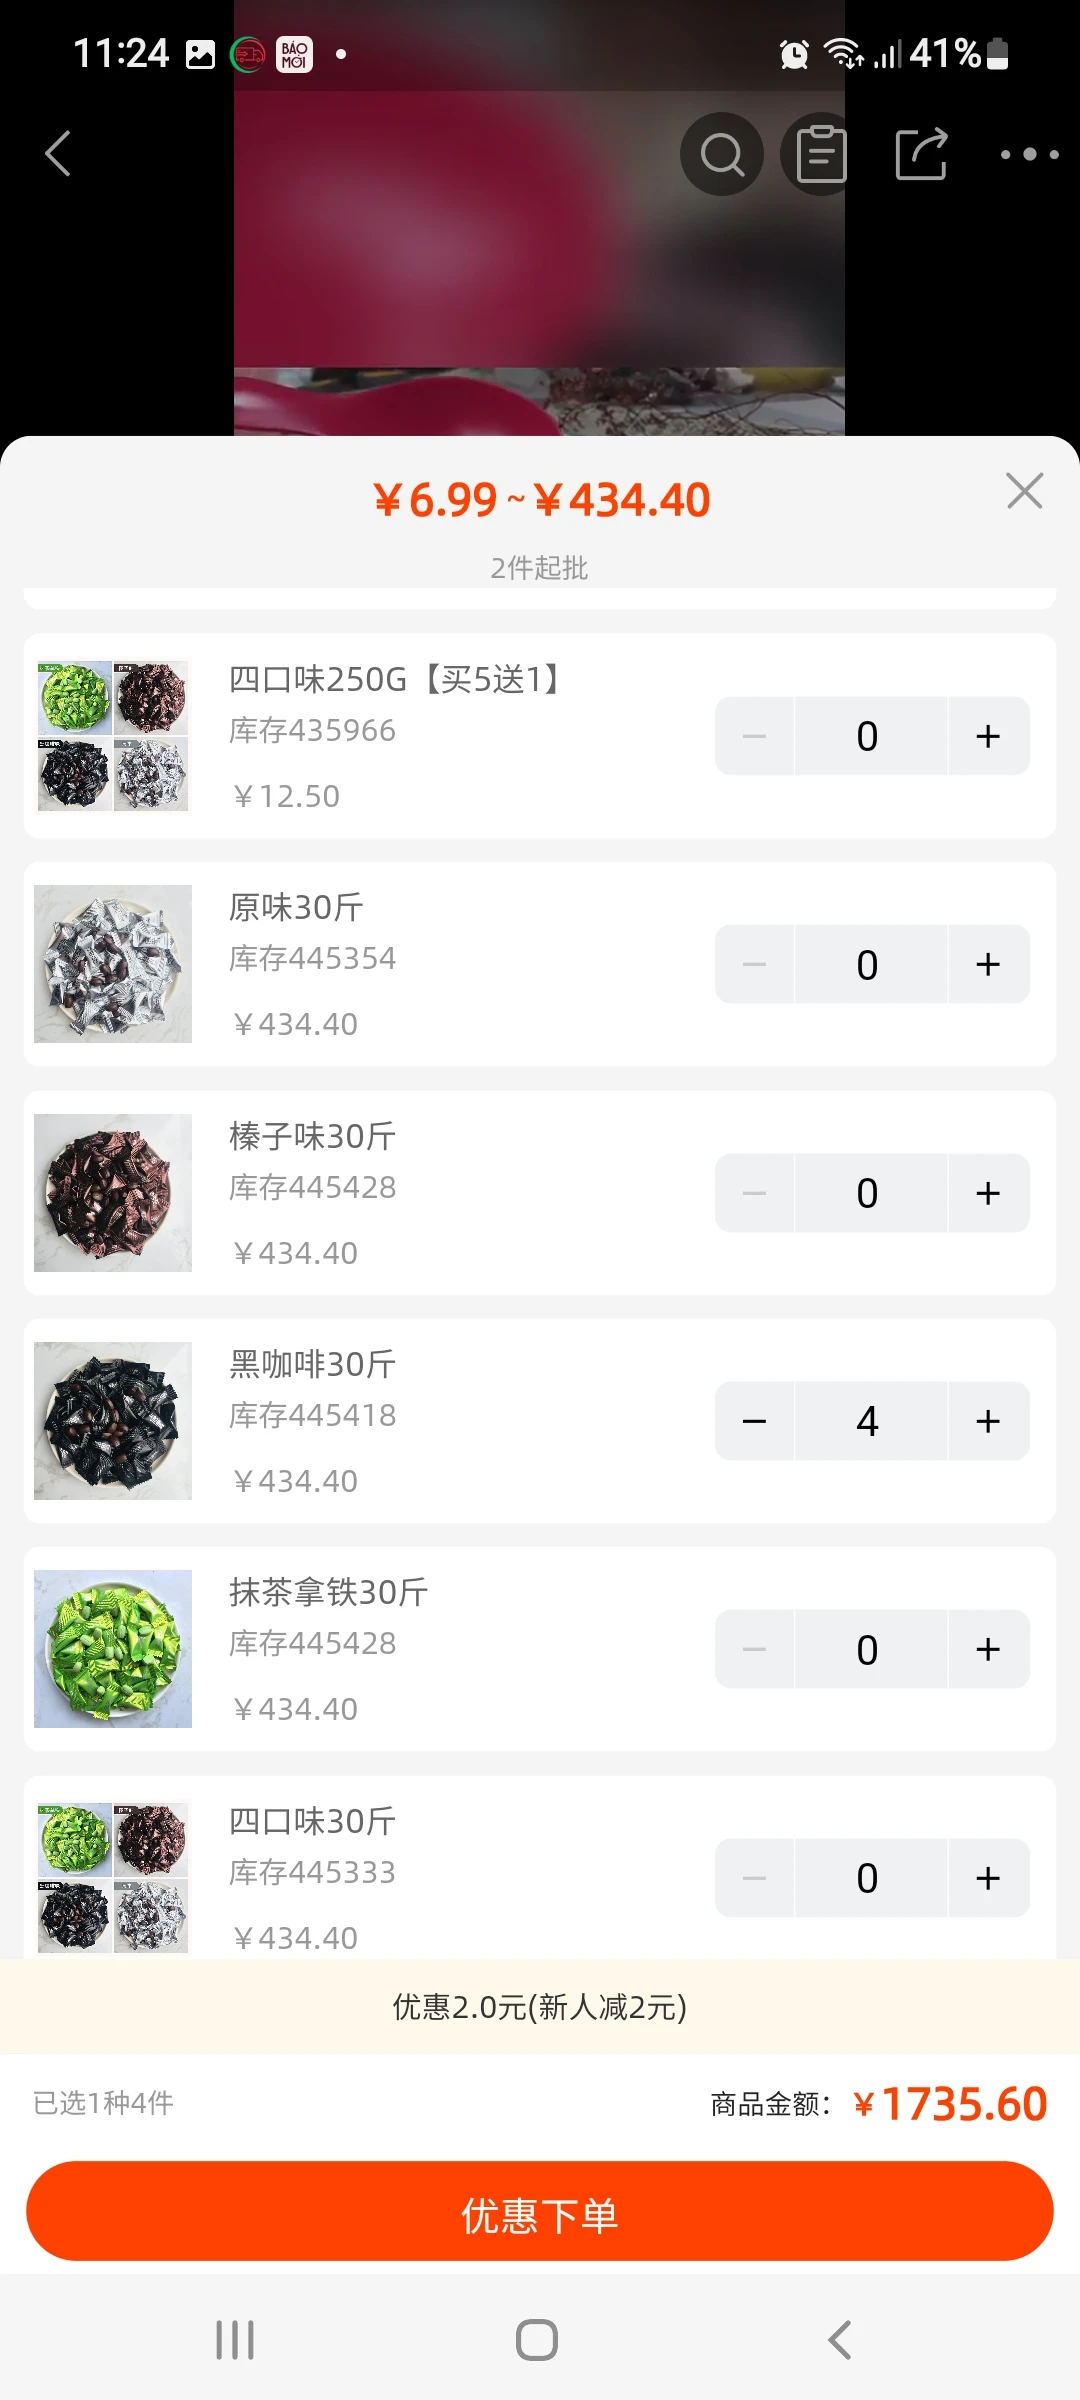 11:24
BÁO MỚI
41%
￥6.99~￥434.40
2件起批
四口味250G【买5送1】
库存435966
￥12.50
0
原味30斤
库存445354
￥434.40
0
榛子味30斤
库存445428
￥434.40
0
黑咖啡30斤
库存445418
￥434.40
4
抹茶拿铁30斤
库存445428
￥434.40
0
四口味30斤
库存445333
￥434.40
0
优惠2.0元(新人减2元)
已选1种4件
商品金额：￥1735.60
优惠下单